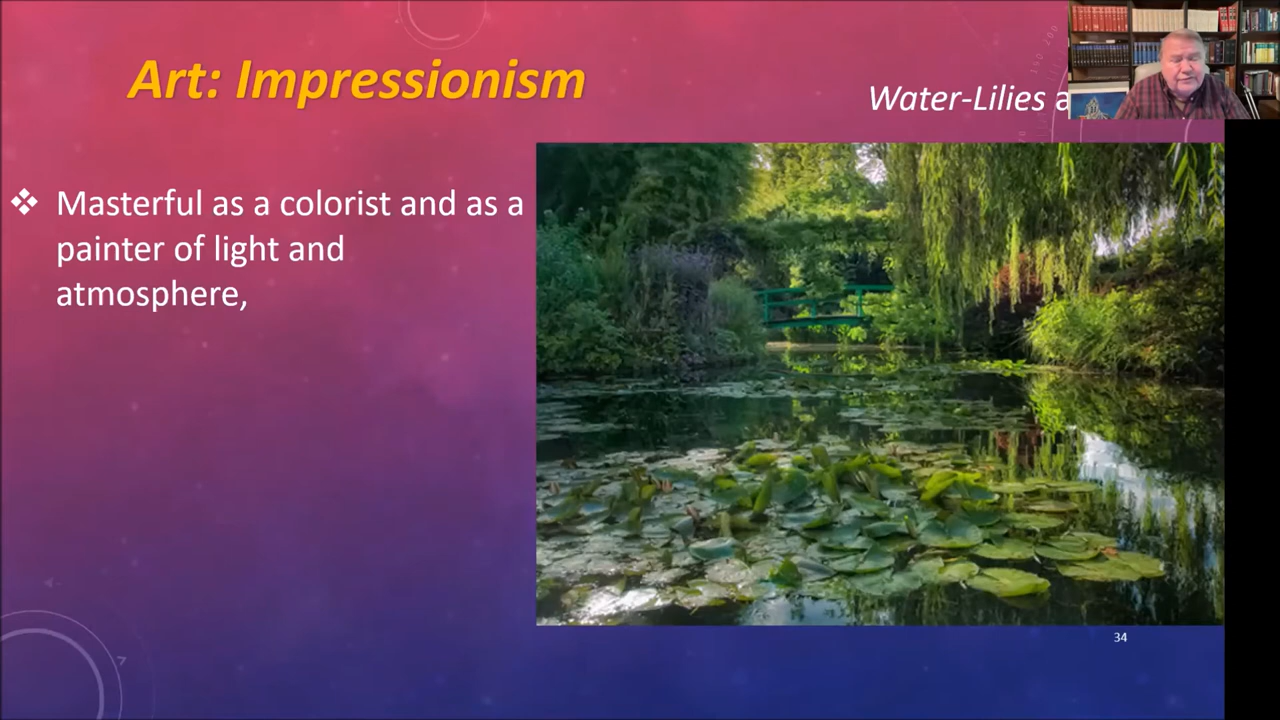 Art: Impressionism
Water-Lilies a
❖ Masterful as a colorist and as a
painter of light and
atmosphere,
34